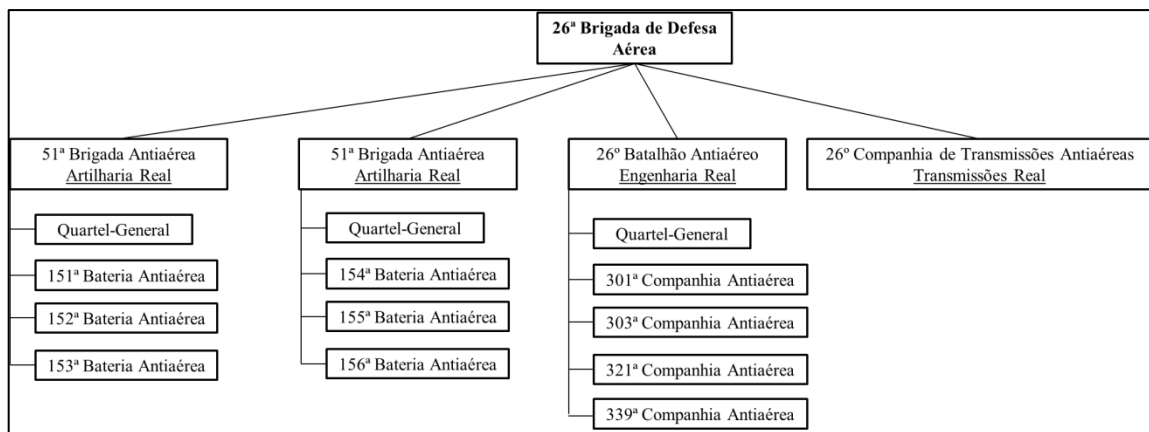 26ª Brigada de Defesa
Aérea
51ª Brigada Antiaérea
Artilharia Real
Quartel-General
151ª Bateria Antiaérea
152ª Bateria Antiaérea
153ª Bateria Antiaérea
51ª Brigada Antiaérea
Artilharia Real
Quartel-General
154ª Bateria Antiaérea
155ª Bateria Antiaérea
156ª Bateria Antiaérea
26º Batalhão Antiaéreo
Engenharia Real
Quartel-General
301ª Companhia Antiaérea
303ª Companhia Antiaérea
321ª Companhia Antiaérea
339ª Companhia Antiaérea
26º Companhia de Transmissões Antiaéreas
Transmissões Real